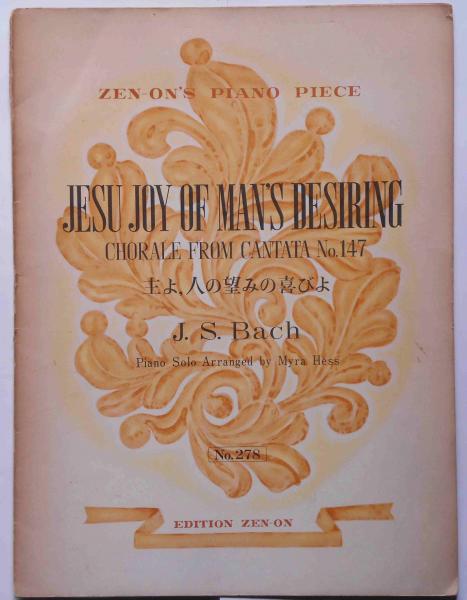 ZEN-ON'S PIANO PIECE
JESU JOY OF MAN'S DESIRING
CHORALE FROM CANTATA No.147
主よ,人の望みの喜びよ
J. S. Bach
Piano Solo Arranged by Myra Hess
No.278
EDITION ZEN-ON